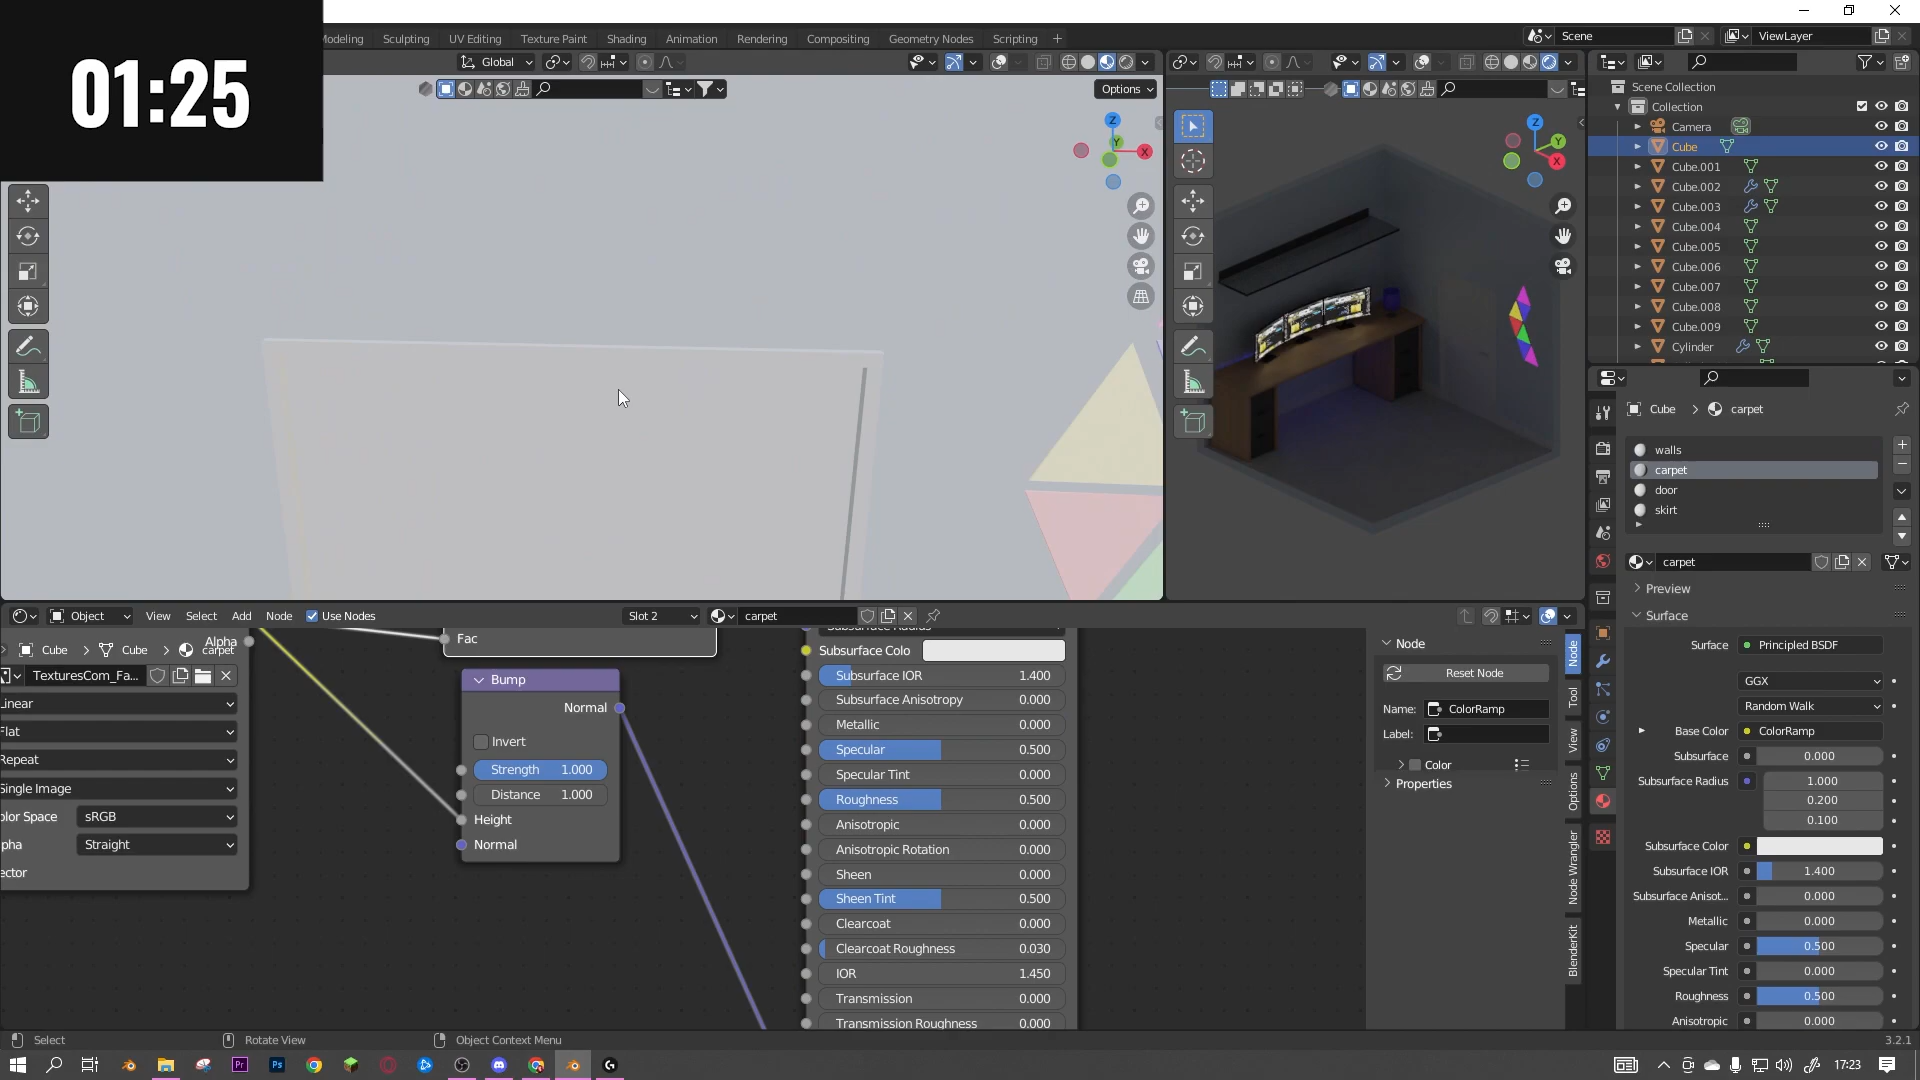 01:25
Modeling
Sculpting
UV Editing
Texture Paint
Shading
Animation
Rendering
Compositing
Geometry Nodes
Scripting
Scene
ViewLayer
Global
Options
Z
Y
X
Z
Y
X
Scene Collection
Collection
Camera
Cube
Cube.001
Cube.002
Cube.003
Cube.004
Cube.005
Cube.006
Cube.007
Cube.008
Cube.009
Cylinder
Cube > carpet
walls
carpet
door
skirt
carpet
Preview
Surface
Surface Principled BSDF
GGX
Random Walk
Base Color ColorRamp
Subsurface 0.000
Subsurface Radius 1.000
0.200
0.100
Subsurface Color
Subsurface IOR 1.400
Subsurface Anisot... 0.000
Metallic 0.000
Specular 0.500
Specular Tint 0.000
Roughness 0.500
Anisotropic 0.000
Object View Select Add Node Use Nodes Slot 2 carpet
Alpha
Cube > Cube > carpet
TexturesCom_Fa...
Linear
Flat
Repeat
Single Image
olor Space sRGB
pha Straight
ector
Fac
Bump
Normal
Invert
Strength 1.000
Distance 1.000
Height
Normal
Subsurface Colo
Subsurface IOR 1.400
Subsurface Anisotropy 0.000
Metallic 0.000
Specular 0.500
Specular Tint 0.000
Roughness 0.500
Anisotropic 0.000
Anisotropic Rotation 0.000
Sheen 0.000
Sheen Tint 0.500
Clearcoat 0.000
Clearcoat Roughness 0.030
IOR 1.450
Transmission 0.000
Transmission Roughness 0.000
Node
Reset Node
Name: ColorRamp
Label:
Color
Properties
Node
Tool
View
Options
Node Wrangler
BlenderKit
Select
Rotate View
Object Context Menu
3.2.1
Pr
Ps
17:23